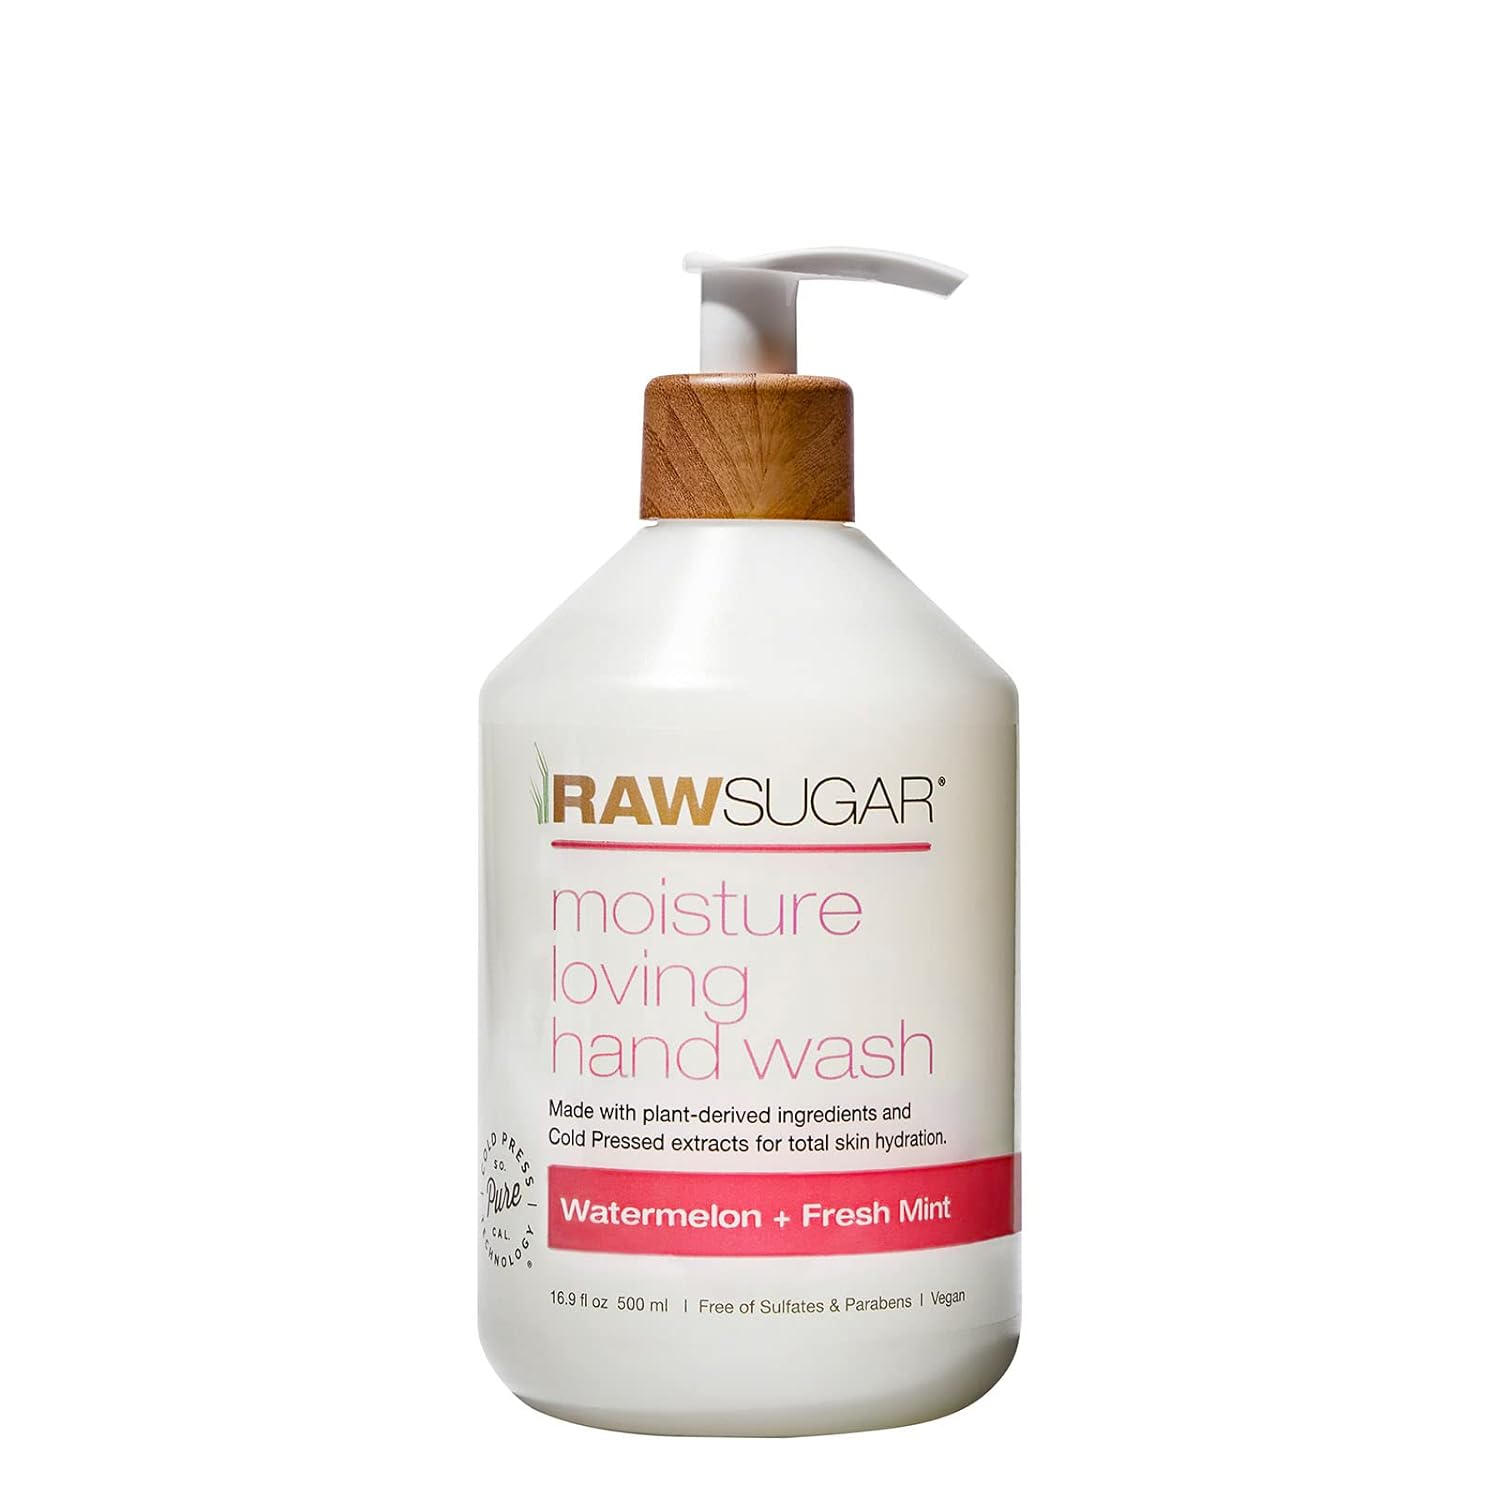 RAWSUGAR®
moisture
loving
hand wash
Made with plant-derived ingredients and
Cold Pressed extracts for total skin hydration.
COLD PRESS
SO.
Pure
CAL.
TECHNOLOGY®
Watermelon + Fresh Mint
16.9 fl oz 500 ml | Free of Sulfates & Parabens | Vegan